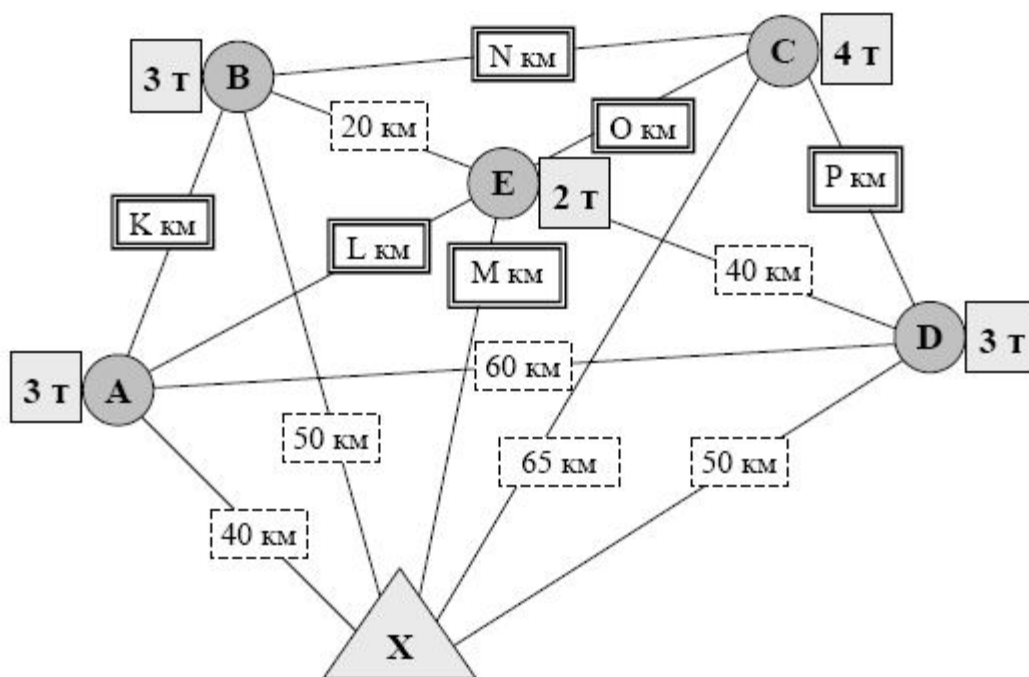 3 т
B
N км
C
4 т
20 км
O км
E
2 т
P км
K км
L км
M км
40 км
D
3 т
60 км
3 т
A
50 км
65 км
50 км
40 км
X